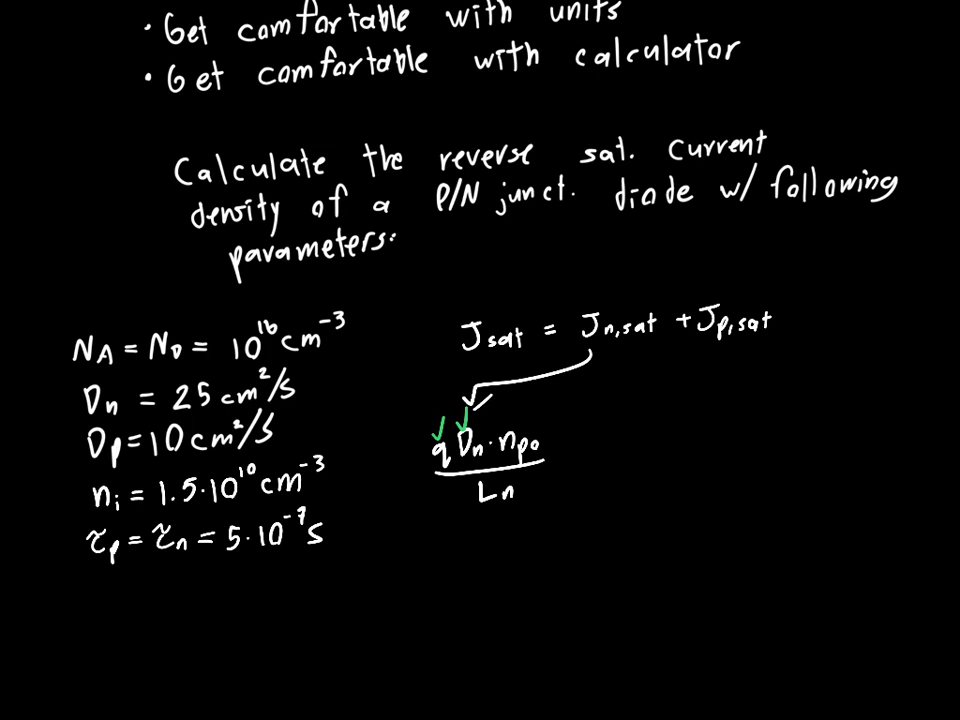 · Get comfortable with units
· Get comfortable with calculator
Calculate the reverse sat. current
density of a P/N junct. diode w/ following
parameters:
N_A = N_D = 10^16 cm^-3
D_n = 25 cm^2/s
D_p = 10 cm^2/s
n_i = 1.5·10^10 cm^-3
τ_p = τ_n = 5·10^-7 s
J_sat = J_n,sat + J_p,sat
q D_n · n_po
L_n